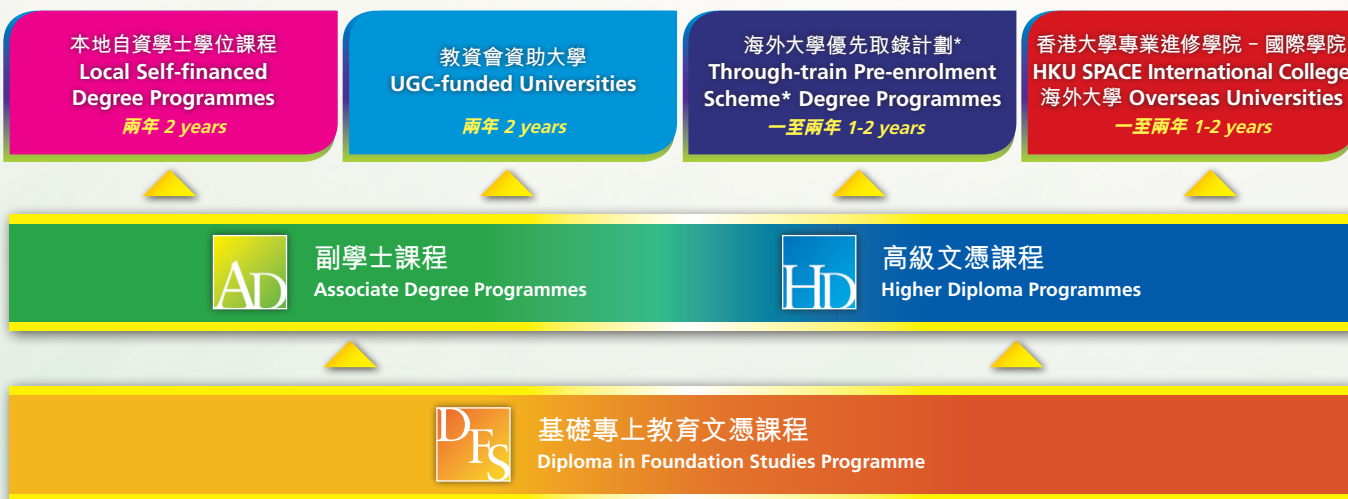 本地自資學士學位課程
Local Self-financed
Degree Programmes
兩年 2 years
教資會資助大學
UGC-funded Universities
兩年 2 years
海外大學優先取錄計劃*
Through-train Pre-enrolment
Scheme* Degree Programmes
一至兩年 1-2 years
香港大學專業進修學院 – 國際學院
HKU SPACE International College
海外大學 Overseas Universities
一至兩年 1-2 years
AD
副學士課程
Associate Degree Programmes
HD
高級文憑課程
Higher Diploma Programmes
DFS
基礎專上教育文憑課程
Diploma in Foundation Studies Programme